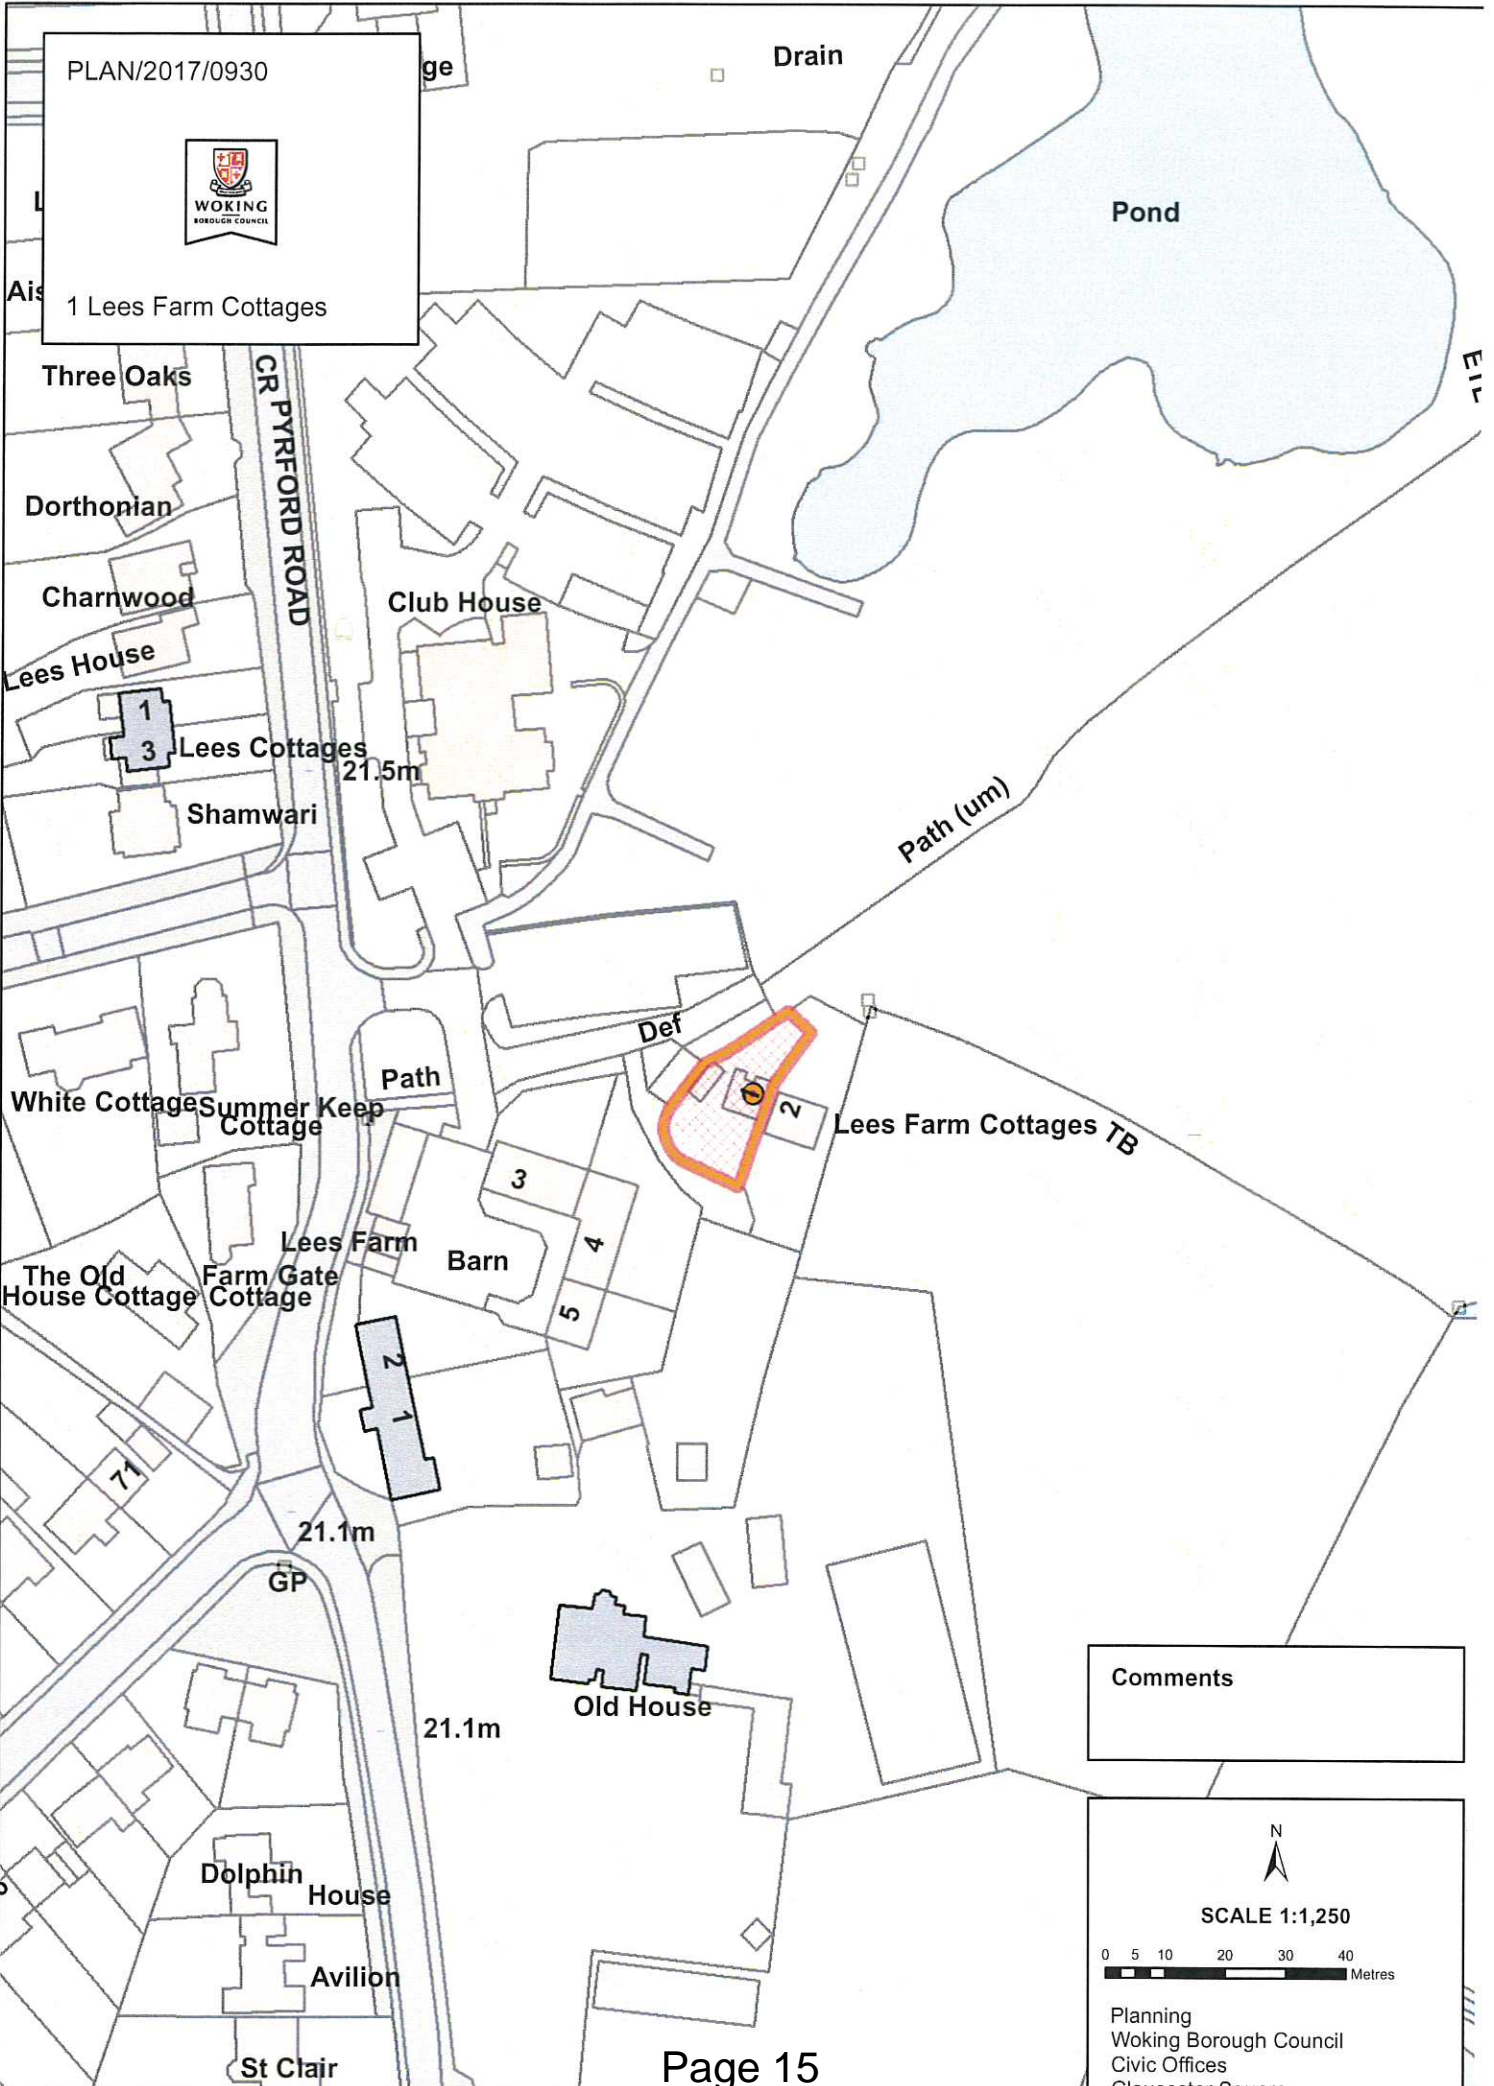 PLAN/2017/0930
WOKING
BOROUGH COUNCIL
1 Lees Farm Cottages
ge
Drain
Pond
Three Oaks
CR
PYRFORD ROAD
Dorthonian
Charnwood
Club House
Lees House
1
3
Lees Cottages
21.5m
Shamwari
Path (um)
Def
Path
White Cottage
Summer Keep
Cottage
1
2
Lees Farm Cottages
TB
3
4
5
Lees Farm
Barn
The Old
House Cottage
Farm Gate
Cottage
2
1
71
21.1m
GP
Old House
21.1m
Comments
Dolphin
House
Avilion
St Clair
N
SCALE 1:1,250
0 5 10 20 30 40
Metres
Planning
Woking Borough Council
Civic Offices
Page 15